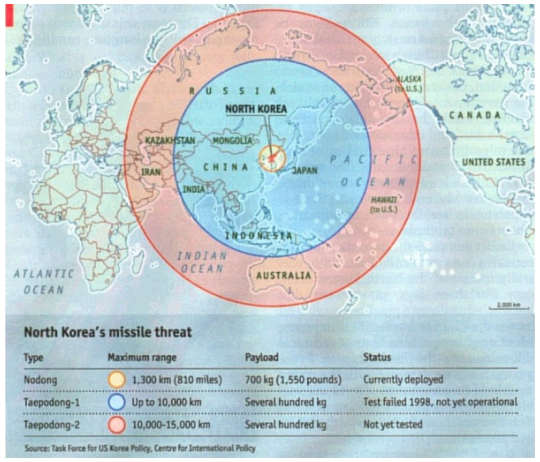 RUSSIA
ALASKA
(to U.S.)
CANADA
NORTH KOREA
KAZAKHSTAN
MONGOLIA
UNITED STATES
IRAN
CHINA
JAPAN
PACIFIC
OCEAN
INDIA
HAWAII
(to U.S.)
INDONESIA
INDIAN
OCEAN
ATLANTIC
OCEAN
AUSTRALIA
2,000 km
North Korea's missile threat
Type Maximum range Payload Status
Nodong 1,300 km (810 miles) 700 kg (1,550 pounds) Currently deployed
Taepodong-1 Up to 10,000 km Several hundred kg Test failed 1998, not yet operational
Taepodong-2 10,000-15,000 km Several hundred kg Not yet tested
Source: Task Force for US Korea Policy, Centre for International Policy